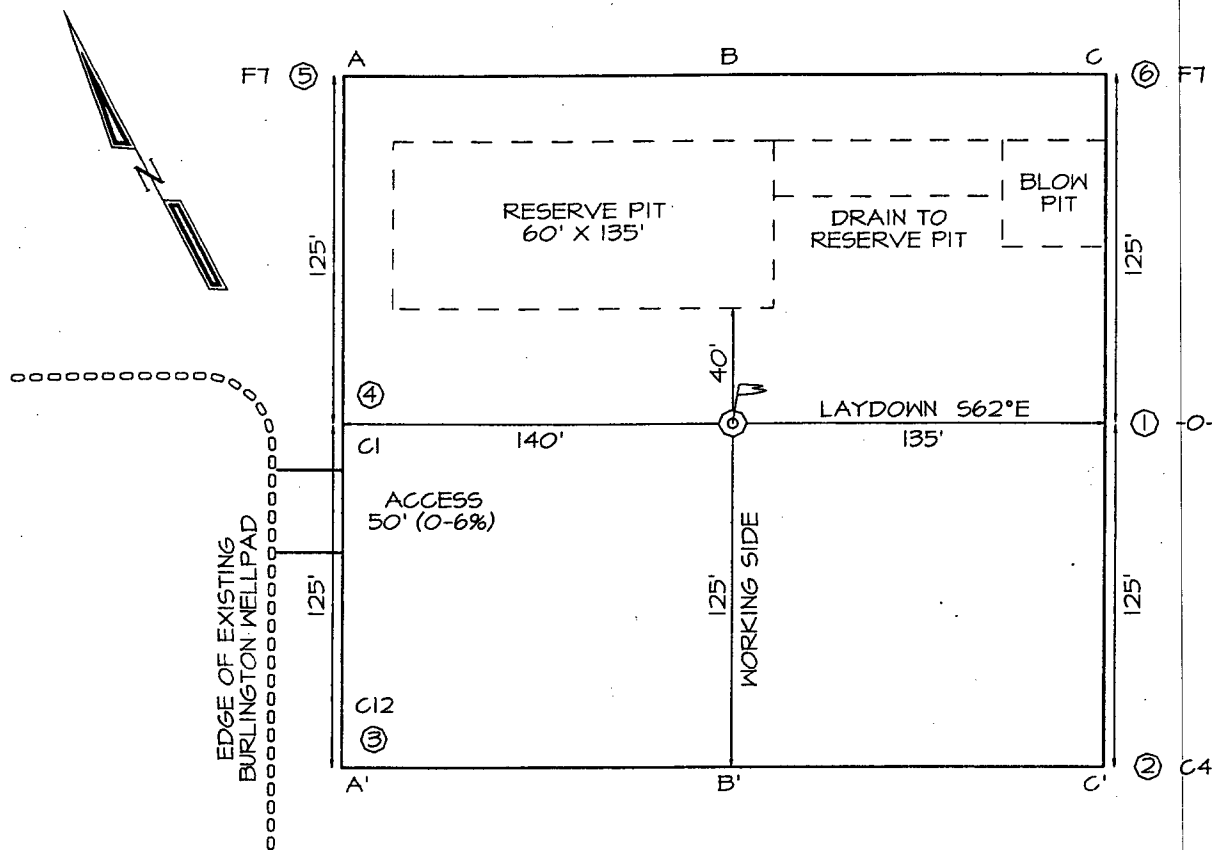 A
B
C
F7 5
6 F7
N
RESERVE PIT
60' X 135'
BLOW
PIT
DRAIN TO
RESERVE PIT
125'
125'
40'
4
LAYDOWN S62°E
C1
140'
135'
1 -0-
ACCESS
50' (0-6%)
EDGE OF EXISTING
BURLINGTON WELLPAD
125'
125'
WORKING SIDE
125'
C12
3
2 C4
A'
B'
C'